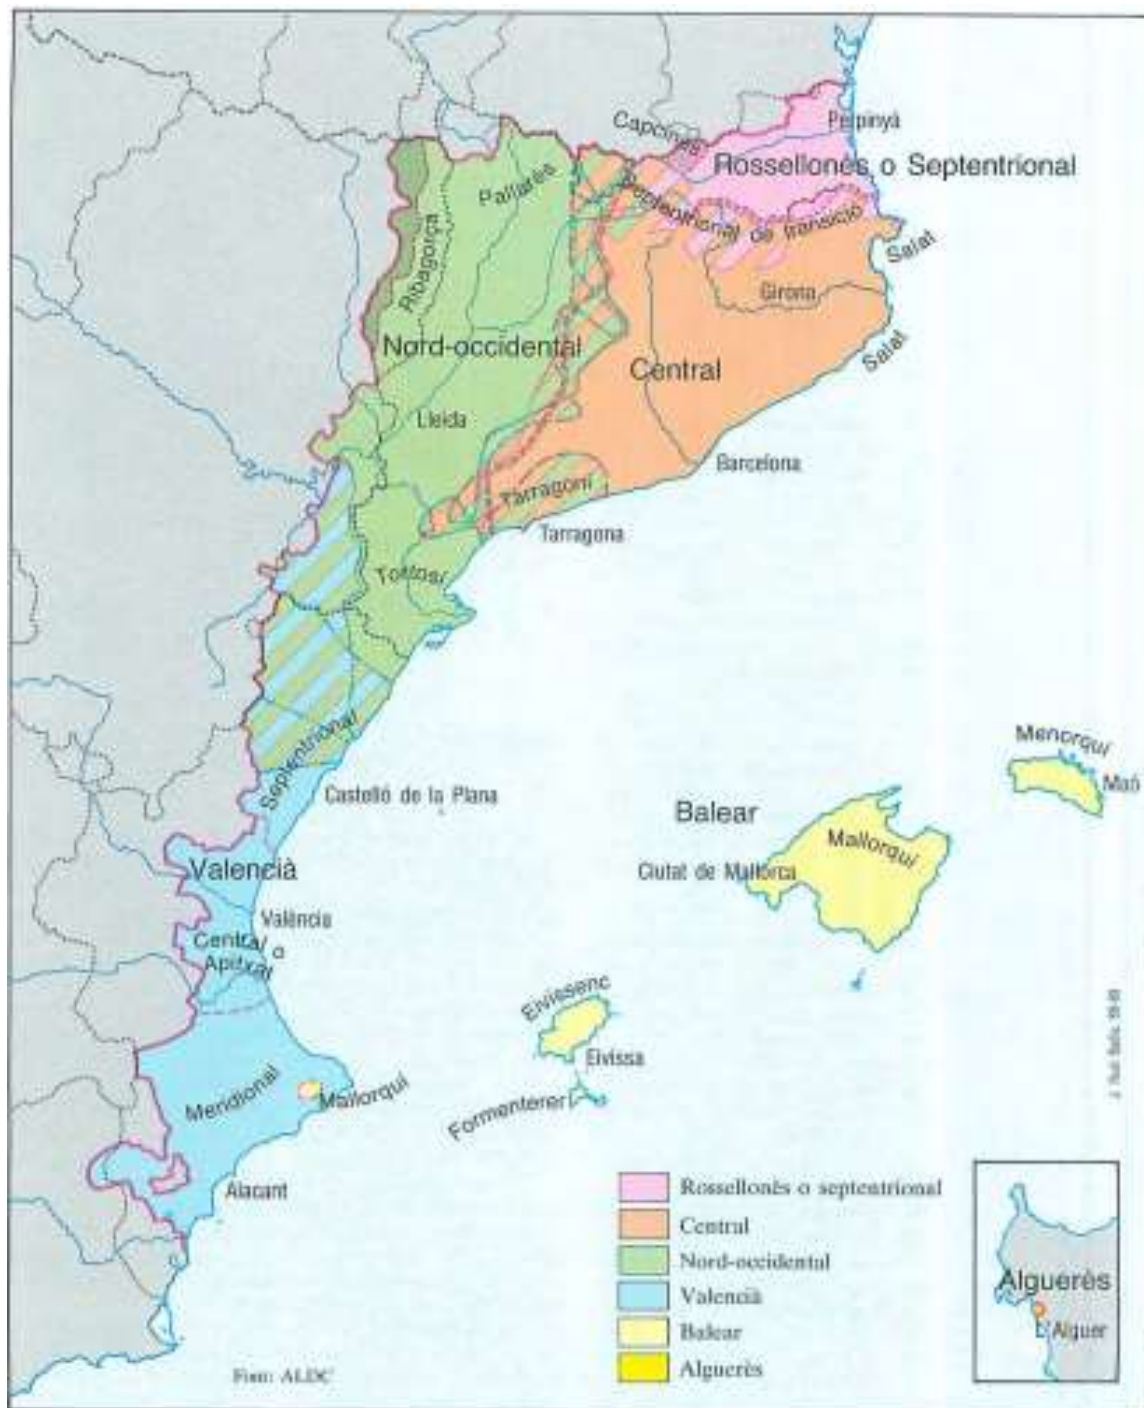 Perpinyà
Capcinès
Rossellonès o Septentrional
Pallarès
Septentrional de transició
Salat
Ribagorçà
Girona
Nord-occidental
Central
Salat
Lleida
Barcelona
Tarragoní
Tarragona
Tortosí
Septentrional
Castelló de la Plana
Menorquí
Maó
Balear
Mallorquí
Ciutat de Mallorca
Valencià
València
Central o
Apitxat
Eivissenc
Eivissa
Formenterer
Meridional
Mallorquí
Alacant
Rossellonès o septentrional
Central
Nord-occidental
Valencià
Balear
Alguerès
Alguerès
L'Alguer
Font: ALDC